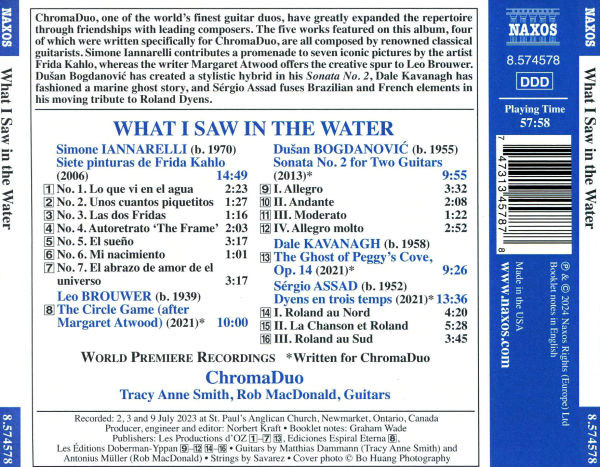 NAXOS
What I Saw in the Water
8.574578
ChromaDuo, one of the world's finest guitar duos, have greatly expanded the repertoire
through friendships with leading composers. The five works featured on this album, four
of which were written specifically for ChromaDuo, are all composed by renowned classical
guitarists. Simone Iannarelli contributes a promenade to seven iconic pictures by the artist
Frida Kahlo, whereas the writer Margaret Atwood offers the creative spur to Leo Brouwer.
Dušan Bogdanović has created a stylistic hybrid in his Sonata No. 2, Dale Kavanagh has
fashioned a marine ghost story, and Sérgio Assad fuses Brazilian and French elements in
his moving tribute to Roland Dyens.
WHAT I SAW IN THE WATER
Simone IANNARELLI (b. 1970)
Siete pinturas de Frida Kahlo
(2006) 14:49
1 No. 1. Lo que vi en el agua 2:23
2 No. 2. Unos cuantos piquetitos 1:27
3 No. 3. Las dos Fridas 1:16
4 No. 4. Autoretrato 'The Frame' 2:03
5 No. 5. El sueño 3:17
6 No. 6. Mi nacimiento 1:01
7 No. 7. El abrazo de amor de el
universo 3:17
Leo BROUWER (b. 1939)
8 The Circle Game (after
Margaret Atwood) (2021)* 10:00
Dušan BOGDANOVIĆ (b. 1955)
Sonata No. 2 for Two Guitars
(2013)* 9:55
9 I. Allegro 3:32
10 II. Andante 2:08
11 III. Moderato 1:22
12 IV. Allegro molto 2:52
Dale KAVANAGH (b. 1958)
13 The Ghost of Peggy's Cove,
Op. 14 (2021)* 9:26
Sérgio ASSAD (b. 1952)
Dyens en trois temps (2021)* 13:36
14 I. Roland au Nord 4:20
15 II. La Chanson et Roland 5:28
16 III. Roland au Sud 3:45
WORLD PREMIERE RECORDINGS *Written for ChromaDuo
ChromaDuo
Tracy Anne Smith, Rob MacDonald, Guitars
Recorded: 2, 3 and 9 July 2023 at St. Paul's Anglican Church, Newmarket, Ontario, Canada
Producer, engineer and editor: Norbert Kraft • Booklet notes: Graham Wade
Publishers: Les Productions d'OZ 1–7 13, Ediciones Espiral Eterna 8,
Les Éditions Doberman-Yppan 9–12 14–16 • Guitars by Matthias Dammann (Tracy Anne Smith) and
Antonius Müller (Rob MacDonald) • Strings by Savarez • Cover photo © Bo Huang Photography
NAXOS
8.574578
DDD
Playing Time
57:58
7 47313 45787 8
℗ & © 2024 Naxos Rights (Europe) Ltd
Booklet notes in English
Made in the USA
www.naxos.com
NAXOS
What I Saw in the Water
8.574578